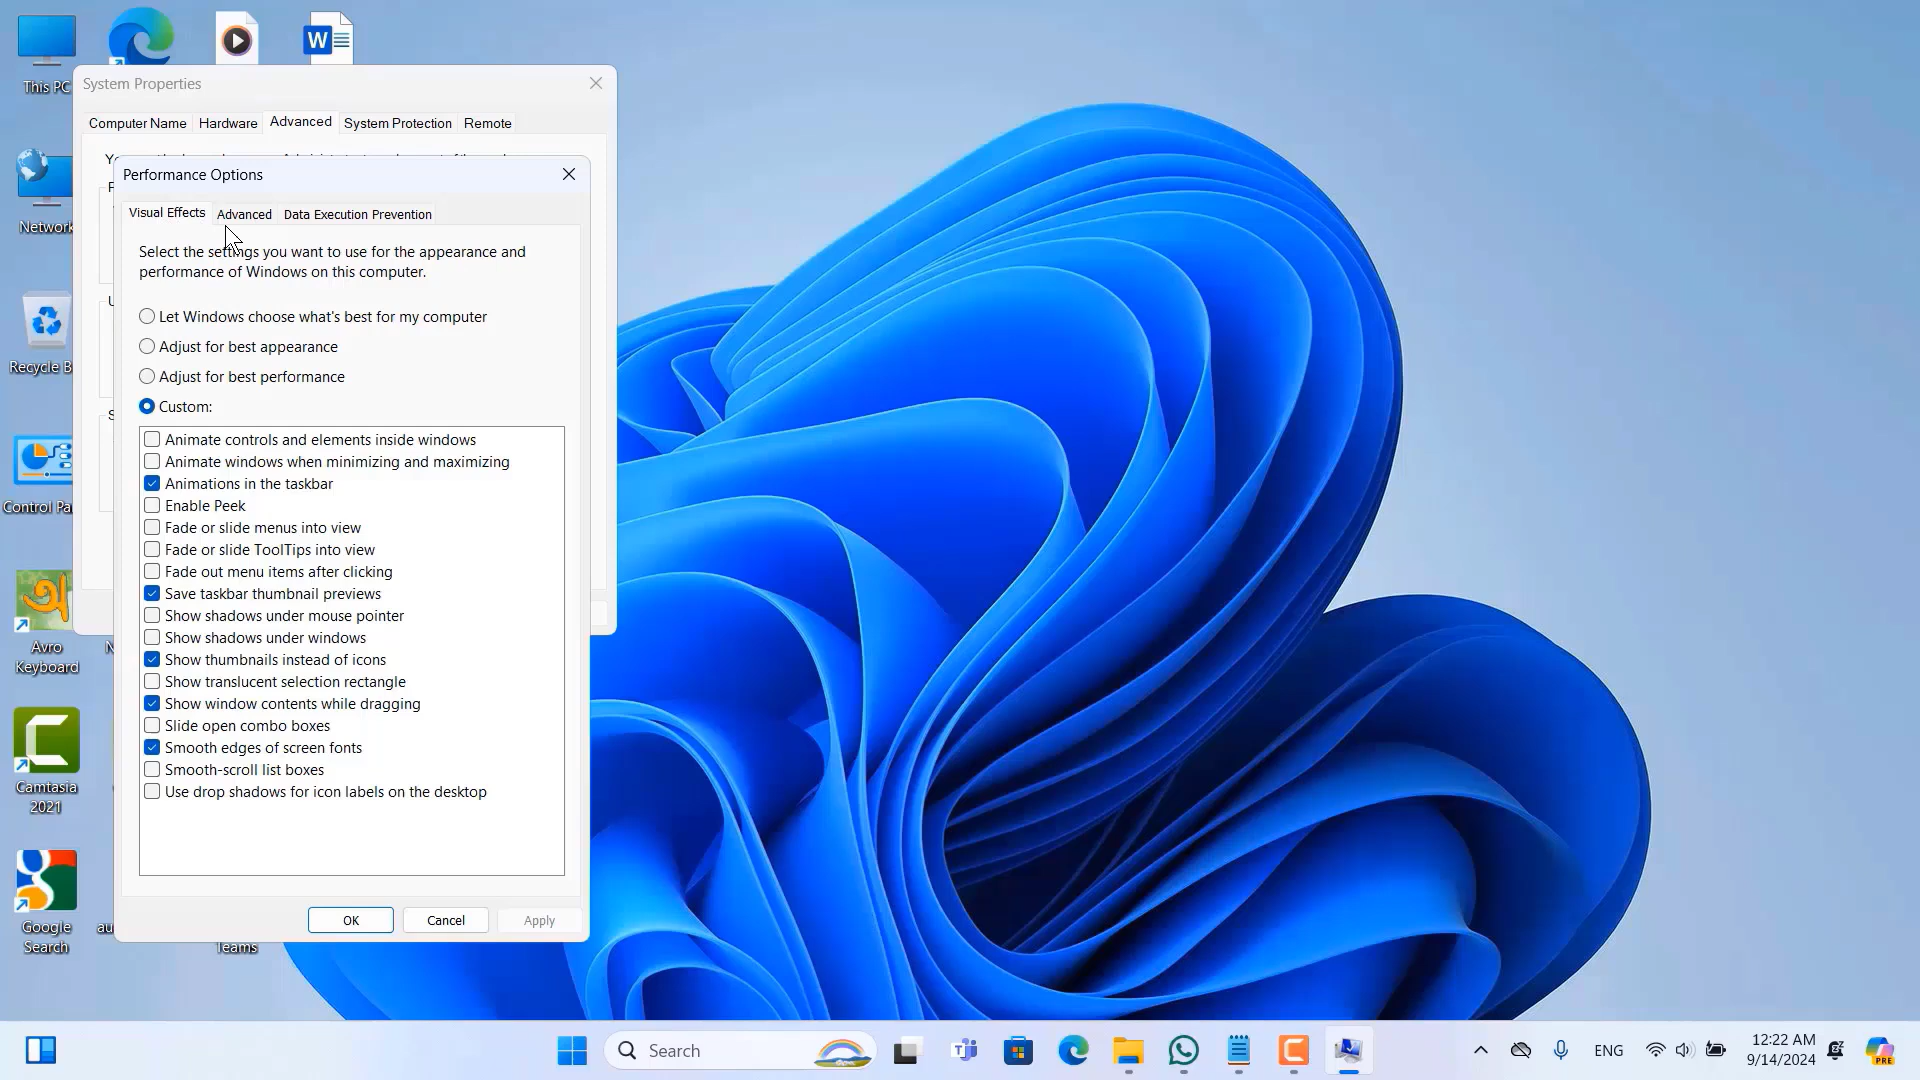 This PC
Network
Recycle B
Control Pa
Avro
Keyboard
Camtasia
2021
Google
Search
au
Teams
W
System Properties
Computer Name
Hardware
Advanced
System Protection
Remote
Performance Options
Visual Effects
Advanced
Data Execution Prevention
Select the settings you want to use for the appearance and
performance of Windows on this computer.
Let Windows choose what's best for my computer
Adjust for best appearance
Adjust for best performance
Custom:
Animate controls and elements inside windows
Animate windows when minimizing and maximizing
Animations in the taskbar
Enable Peek
Fade or slide menus into view
Fade or slide ToolTips into view
Fade out menu items after clicking
Save taskbar thumbnail previews
Show shadows under mouse pointer
Show shadows under windows
Show thumbnails instead of icons
Show translucent selection rectangle
Show window contents while dragging
Slide open combo boxes
Smooth edges of screen fonts
Smooth-scroll list boxes
Use drop shadows for icon labels on the desktop
OK
Cancel
Apply
Search
ENG
12:22 AM
9/14/2024
PRE